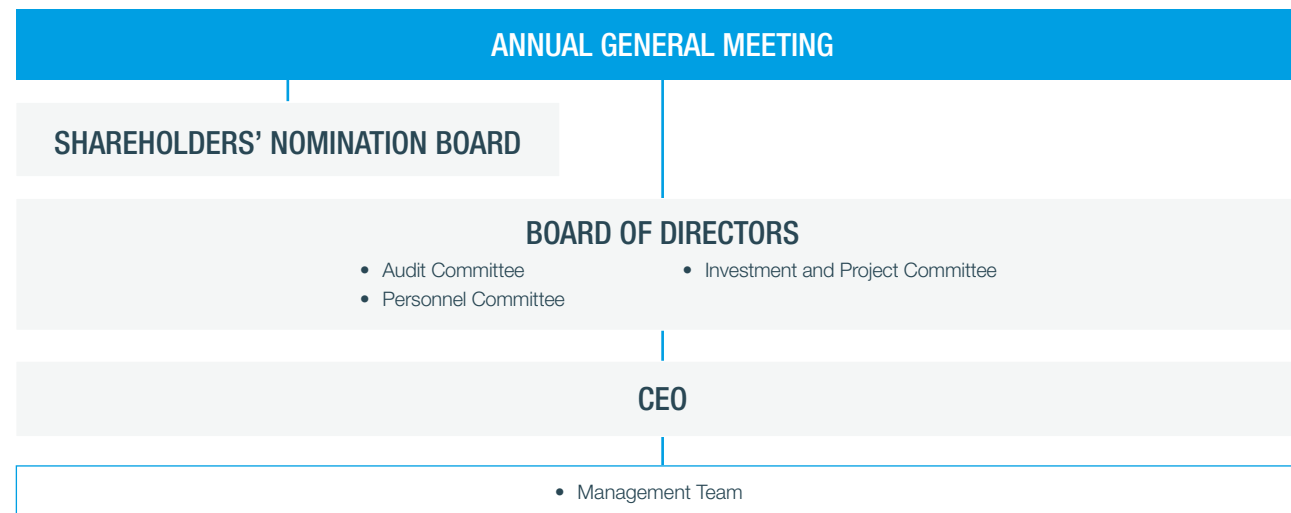 ANNUAL GENERAL MEETING
SHAREHOLDERS’ NOMINATION BOARD
BOARD OF DIRECTORS
• Audit Committee
• Personnel Committee
• Investment and Project Committee
CEO
• Management Team